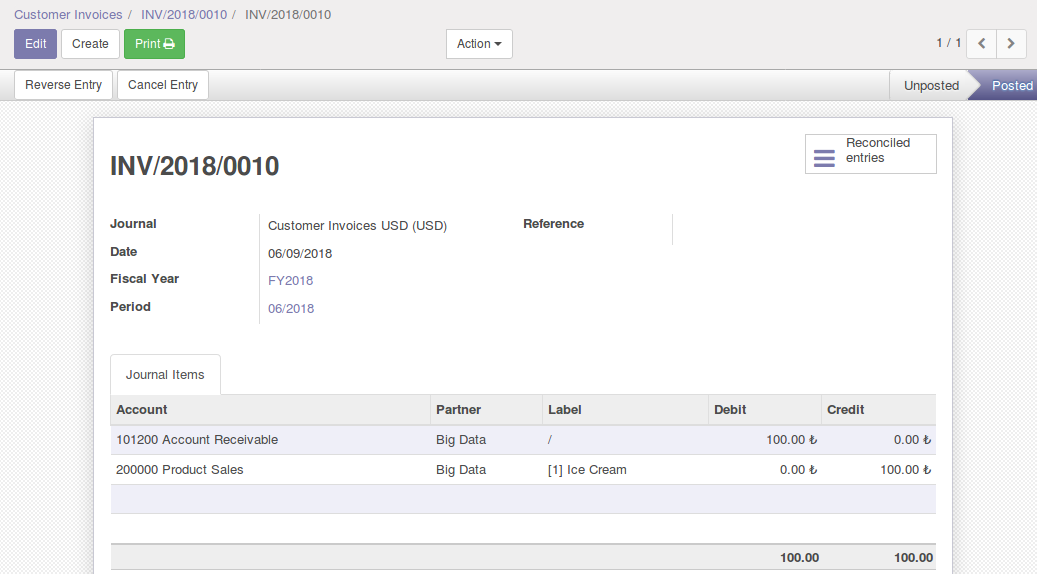 Customer Invoices / INV/2018/0010 / INV/2018/0010
Edit Create Print Action 1 / 1
Reverse Entry Cancel Entry Unposted Posted
INV/2018/0010
Reconciled
entries
Journal Customer Invoices USD (USD) Reference
Date 06/09/2018
Fiscal Year FY2018
Period 06/2018
Journal Items
Account Partner Label Debit Credit
101200 Account Receivable Big Data / 100.00 ₺ 0.00 ₺
200000 Product Sales Big Data [1] Ice Cream 0.00 ₺ 100.00 ₺
100.00 100.00